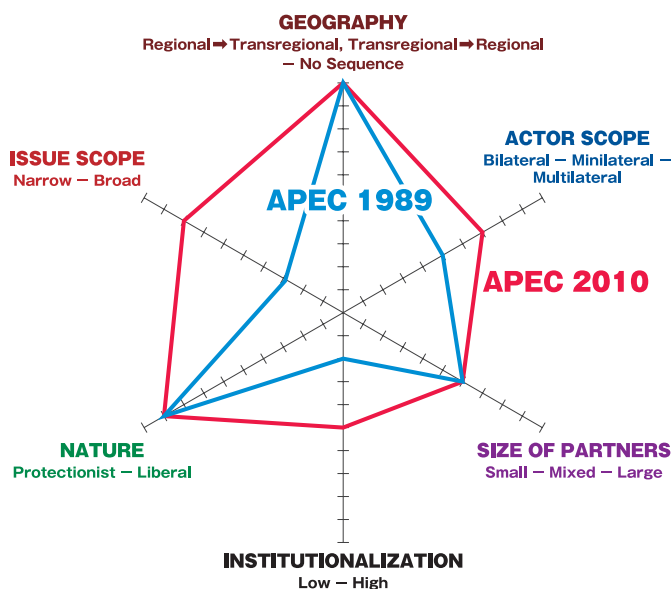 GEOGRAPHY
Regional➡Transregional, Transregional➡Regional
– No Sequence
ACTOR SCOPE
Bilateral – Minilateral –
Multilateral
ISSUE SCOPE
Narrow – Broad
APEC 1989
APEC 2010
NATURE
Protectionist – Liberal
SIZE OF PARTNERS
Small – Mixed – Large
INSTITUTIONALIZATION
Low – High